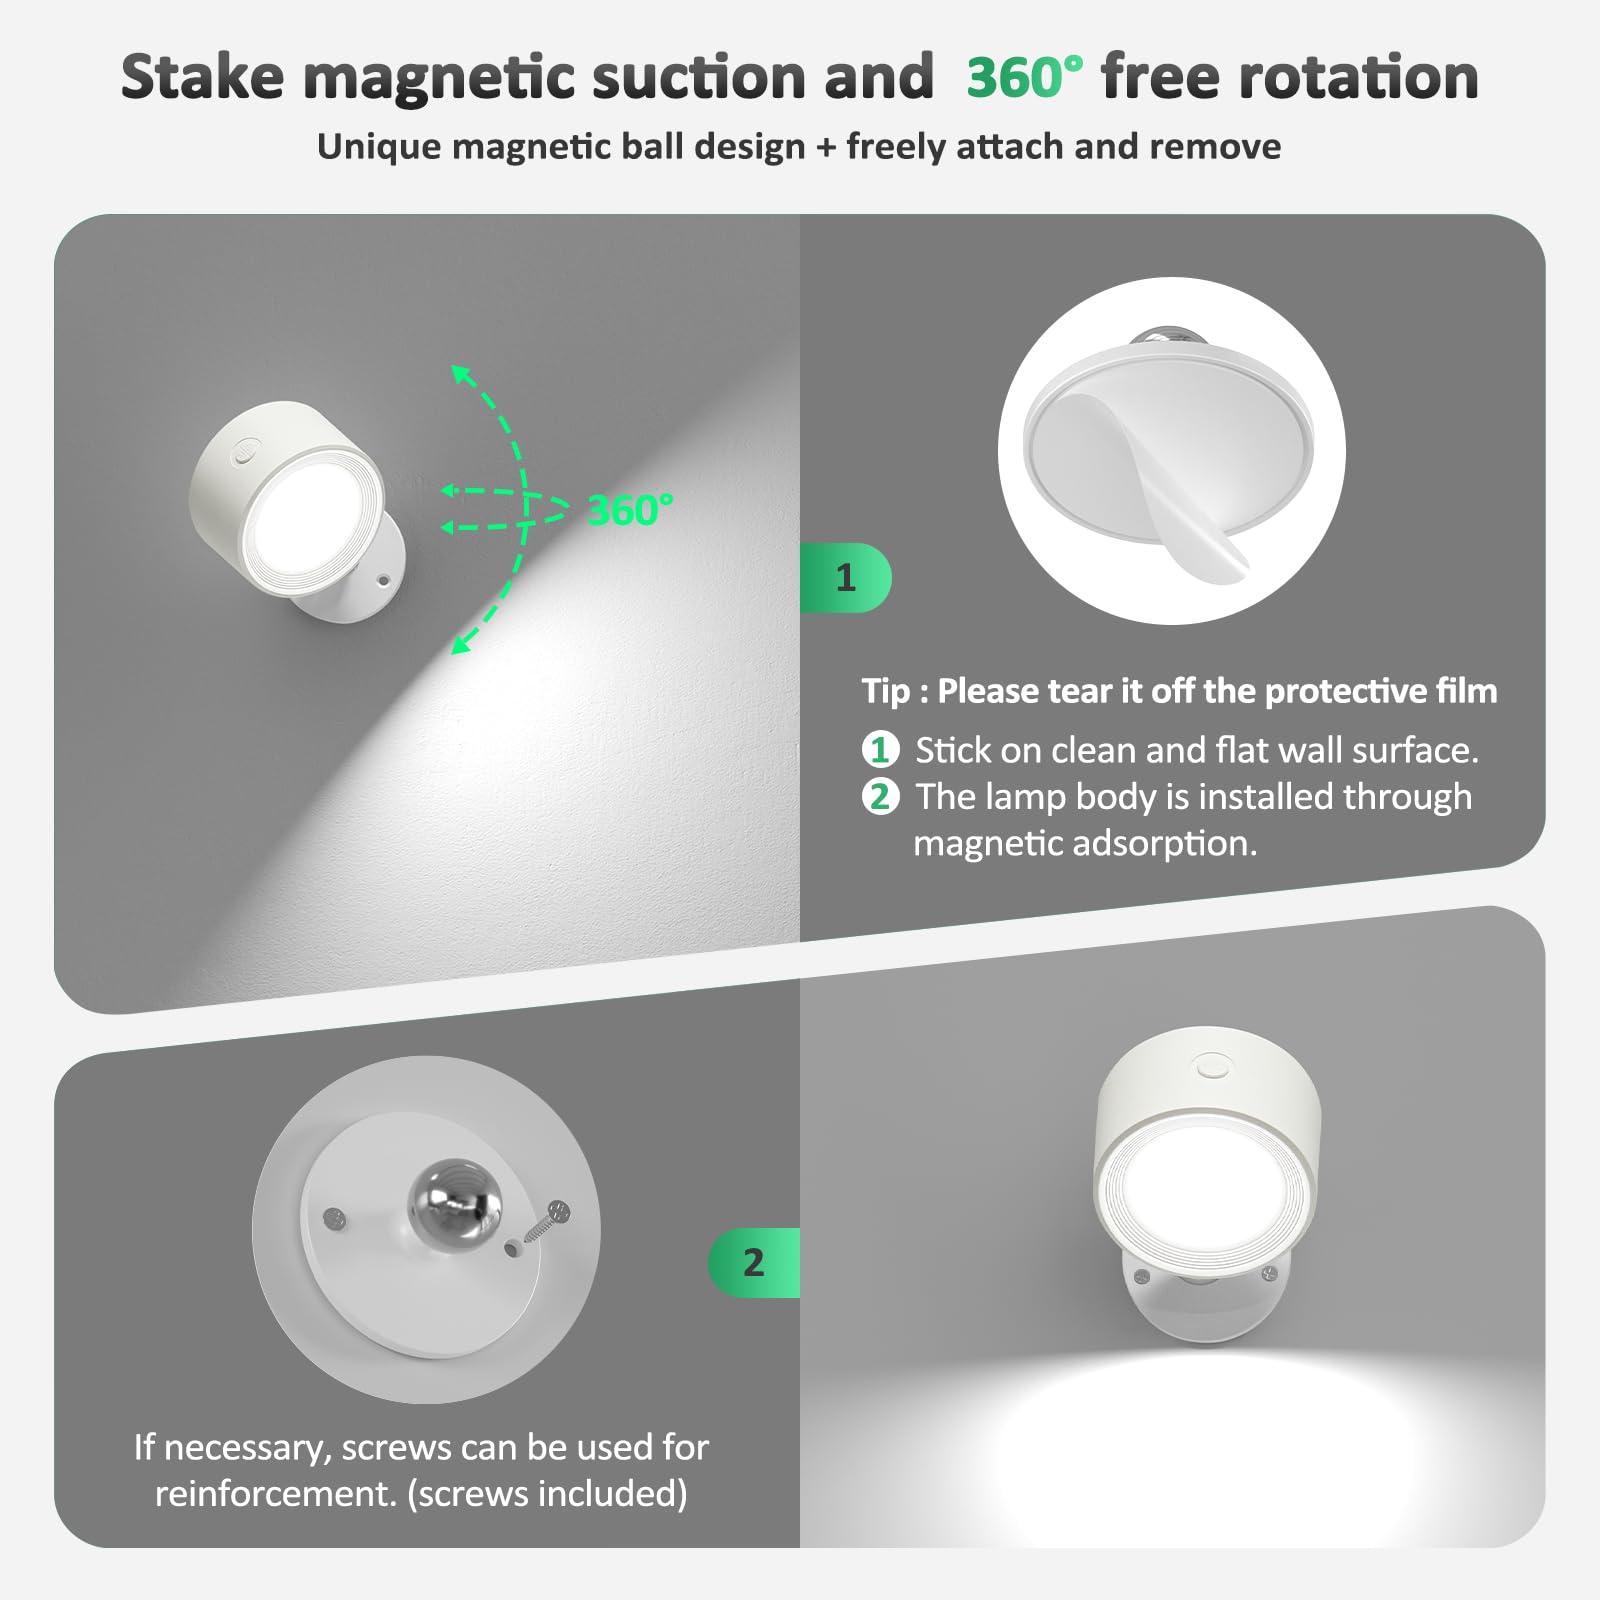 Stake magnetic suction and 360° free rotation
Unique magnetic ball design + freely attach and remove
360°
1
Tip : Please tear it off the protective film
1 Stick on clean and flat wall surface.
2 The lamp body is installed through
magnetic adsorption.
2
If necessary, screws can be used for
reinforcement. (screws included)